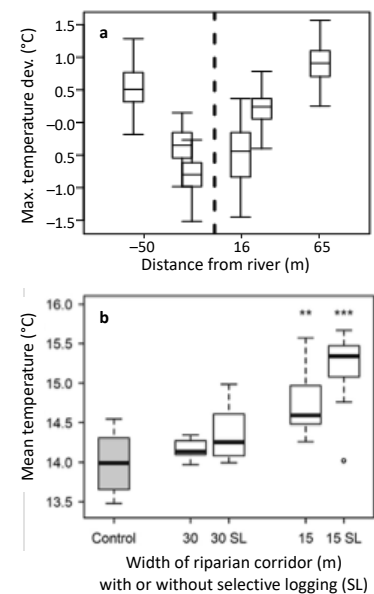 a
Max. temperature dev. (°C)
1.5
1.0
0.5
–0.0
0.5
–1.0
–1.5
–50
16
65
Distance from river (m)
b
Mean temperature (°C)
16.0
15.5
15.0
14.5
14.0
13.5
**
***
Control
30
30 SL
15
15 SL
Width of riparian corridor (m)
with or without selective logging (SL)